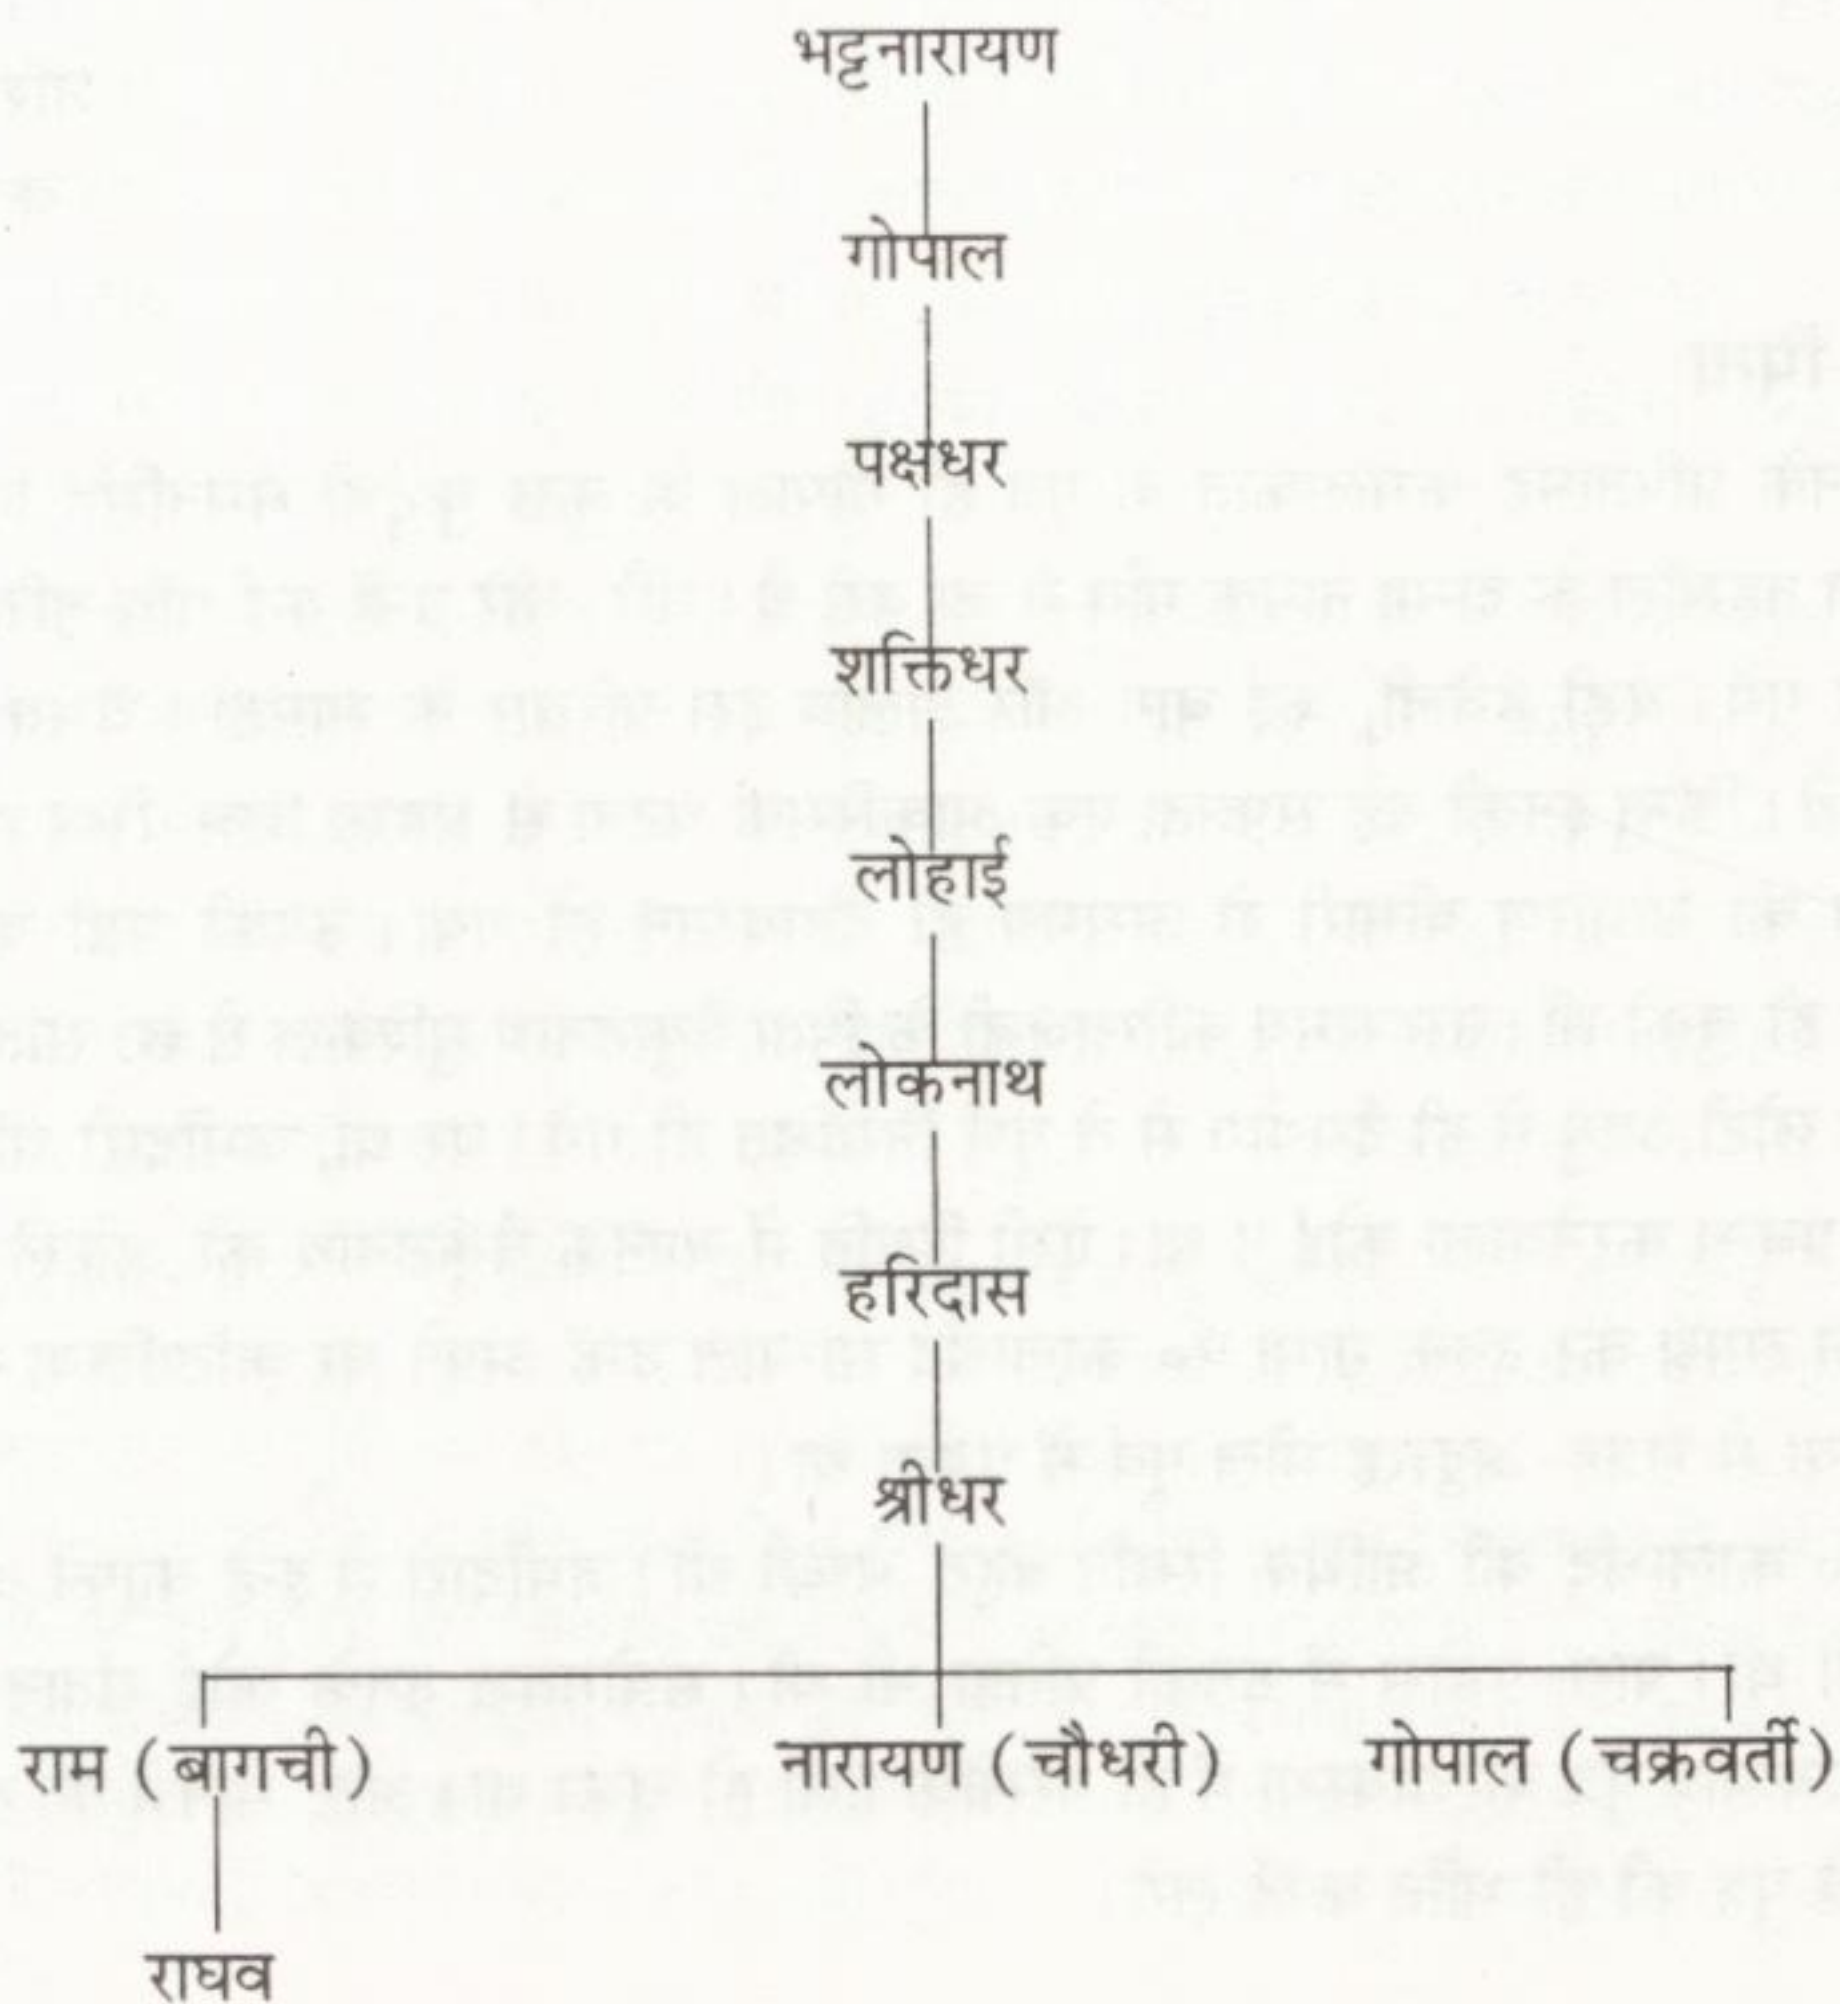 भट्टनारायण
गोपाल
पक्षधर
शक्तिधर
लोहाई
लोकनाथ
हरिदास
श्रीधर
राम (बागची) नारायण (चौधरी) गोपाल (चक्रवर्ती)
राघव